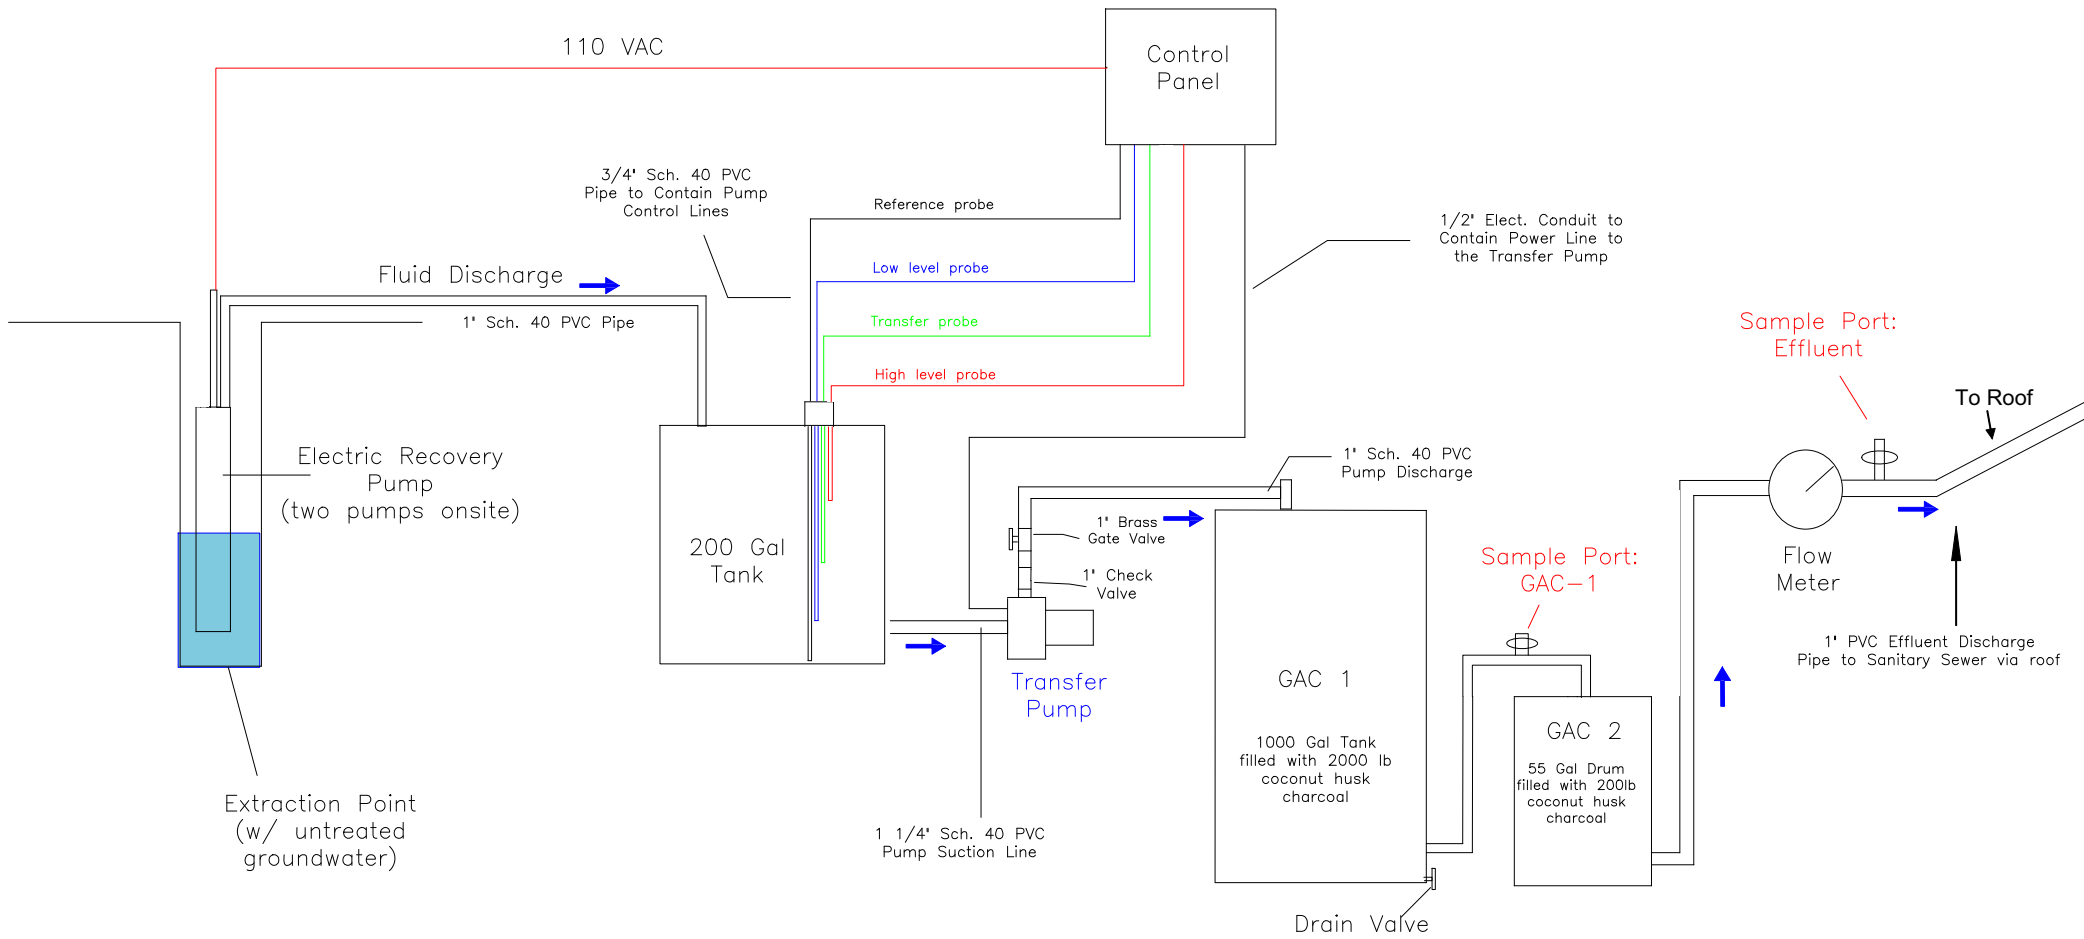 110 VAC
Control
Panel
3/4" Sch. 40 PVC
Pipe to Contain Pump
Control Lines
Reference probe
Low level probe
Transfer probe
High level probe
1/2" Elect. Conduit to
Contain Power Line to
the Transfer Pump
Fluid Discharge
1" Sch. 40 PVC Pipe
Sample Port:
Effluent
To Roof
Electric Recovery
Pump
(two pumps onsite)
200 Gal
Tank
1" Sch. 40 PVC
Pump Discharge
1" Brass
Gate Valve
1" Check
Valve
Sample Port:
GAC-1
Flow
Meter
1" PVC Effluent Discharge
Pipe to Sanitary Sewer via roof
Transfer
Pump
GAC 1
1000 Gal Tank
filled with 2000 lb
coconut husk
charcoal
GAC 2
55 Gal Drum
filled with 200lb
coconut husk
charcoal
Extraction Point
(w/ untreated
groundwater)
1 1/4" Sch. 40 PVC
Pump Suction Line
Drain Valve